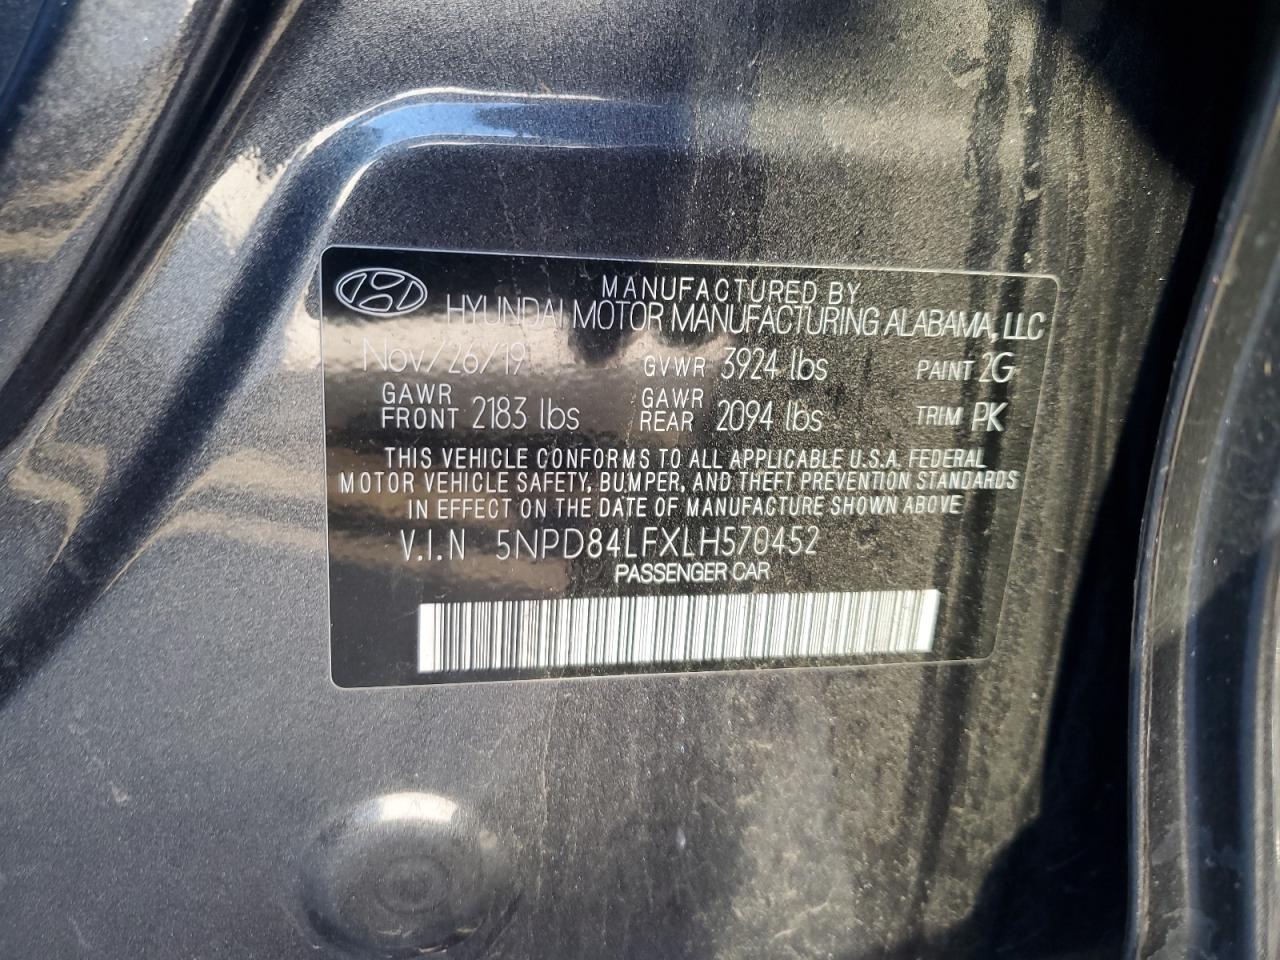 MANUFACTURED BY
HYUNDAI MOTOR MANUFACTURING ALABAMA, LLC
Nov/26/19 GVWR 3924 lbs PAINT 2G
GAWR FRONT 2183 lbs GAWR REAR 2094 lbs TRIM PK
THIS VEHICLE CONFORMS TO ALL APPLICABLE U.S.A. FEDERAL
MOTOR VEHICLE SAFETY, BUMPER, AND THEFT PREVENTION STANDARDS
IN EFFECT ON THE DATE OF MANUFACTURE SHOWN ABOVE
V.I.N 5NPD84LFXLH570452
PASSENGER CAR